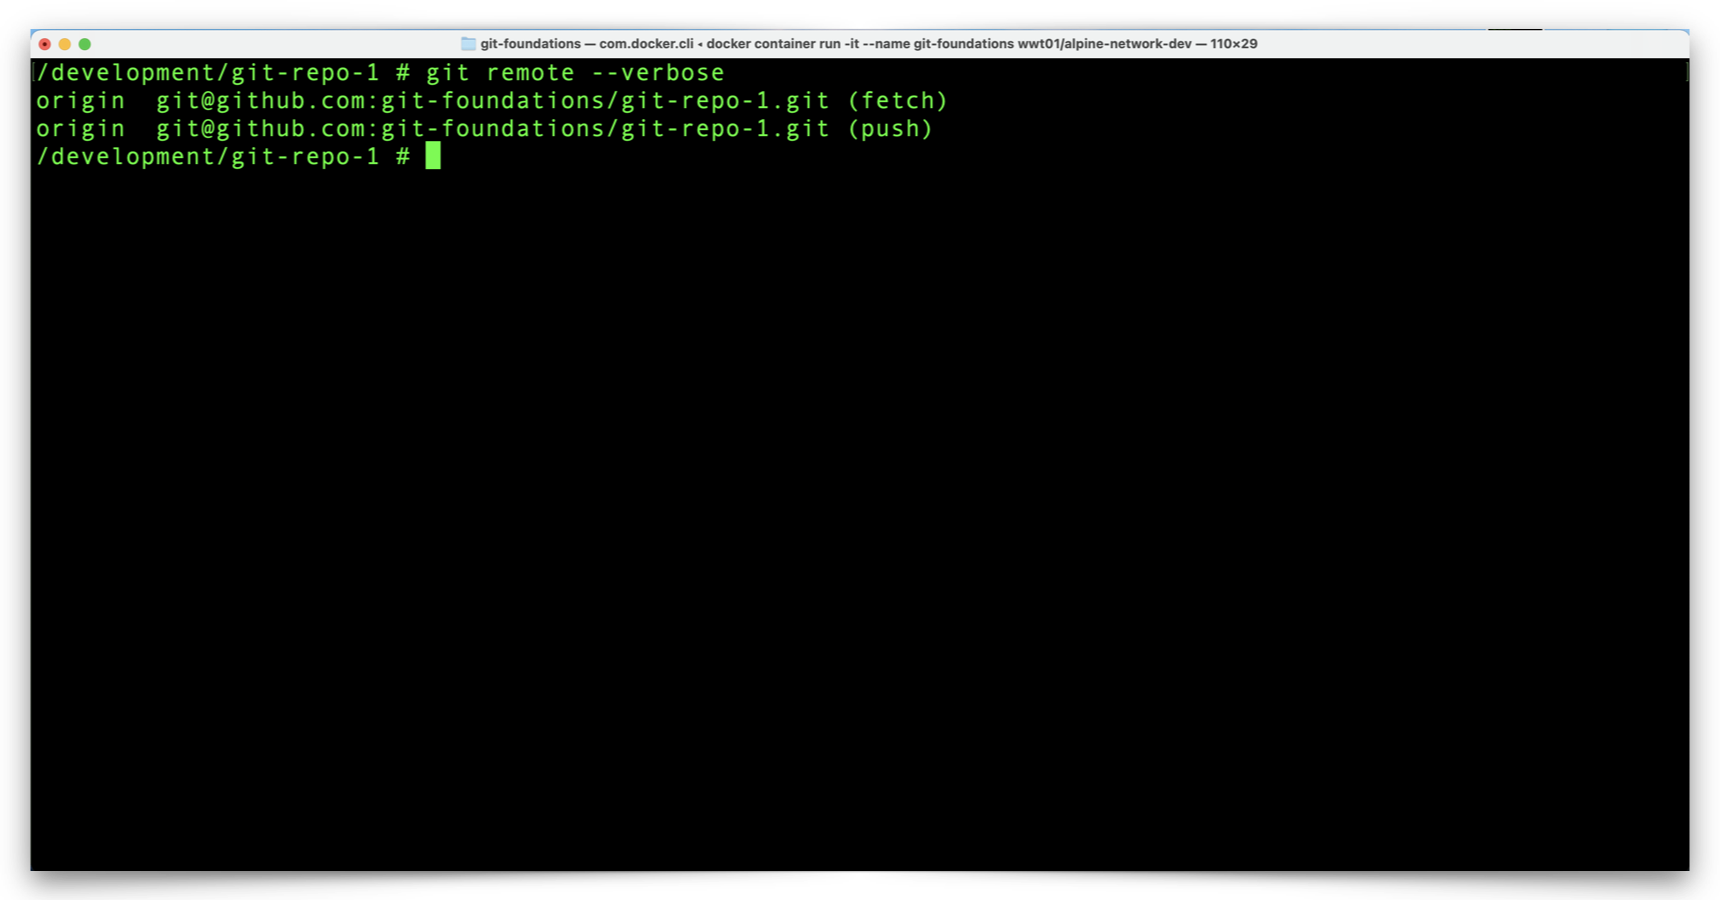 git-foundations — com.docker.cli ◂ docker container run -it --name git-foundations wwt01/alpine-network-dev — 110×29
/development/git-repo-1 # git remote --verbose
origin  git@github.com:git-foundations/git-repo-1.git (fetch)
origin  git@github.com:git-foundations/git-repo-1.git (push)
/development/git-repo-1 #